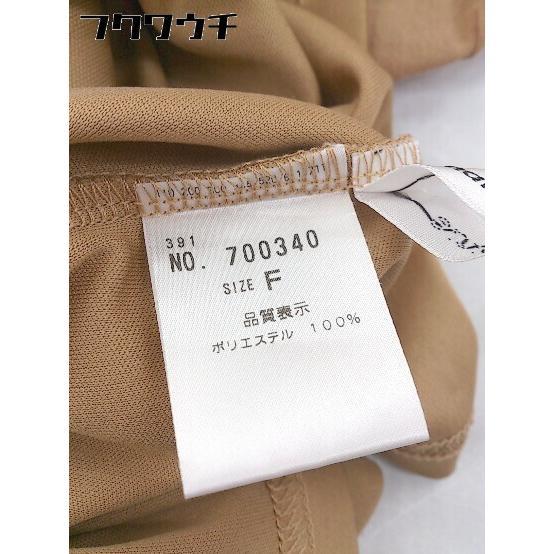 フクワウチ
391
NO. 700340
SIZE F
品質表示
ポリエステル 100%